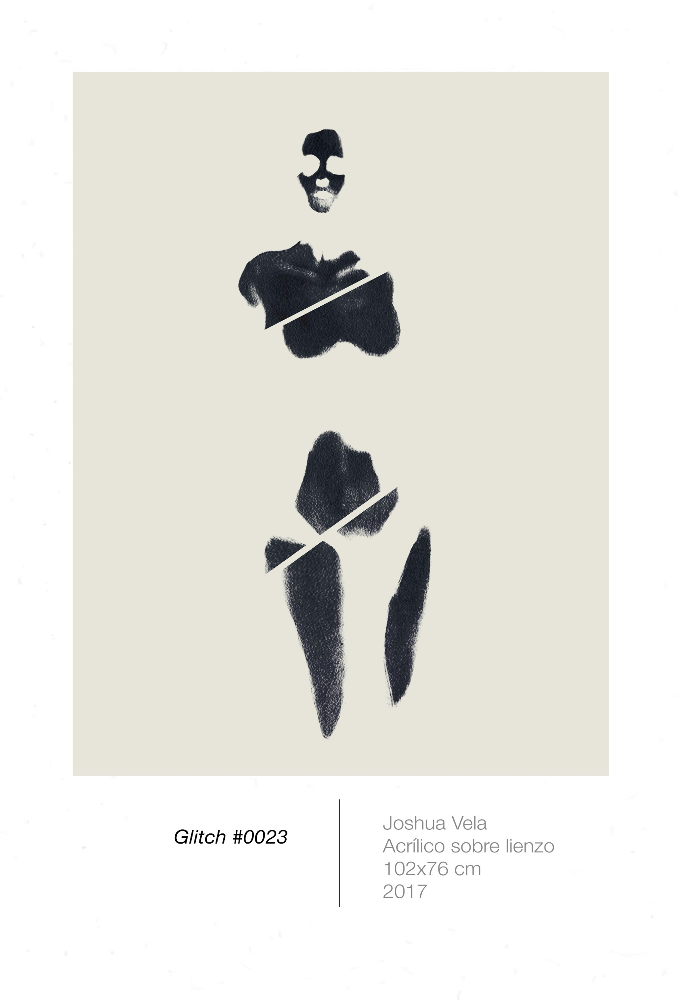 Glitch #0023
Joshua Vela
Acrílico sobre lienzo
102x76 cm
2017